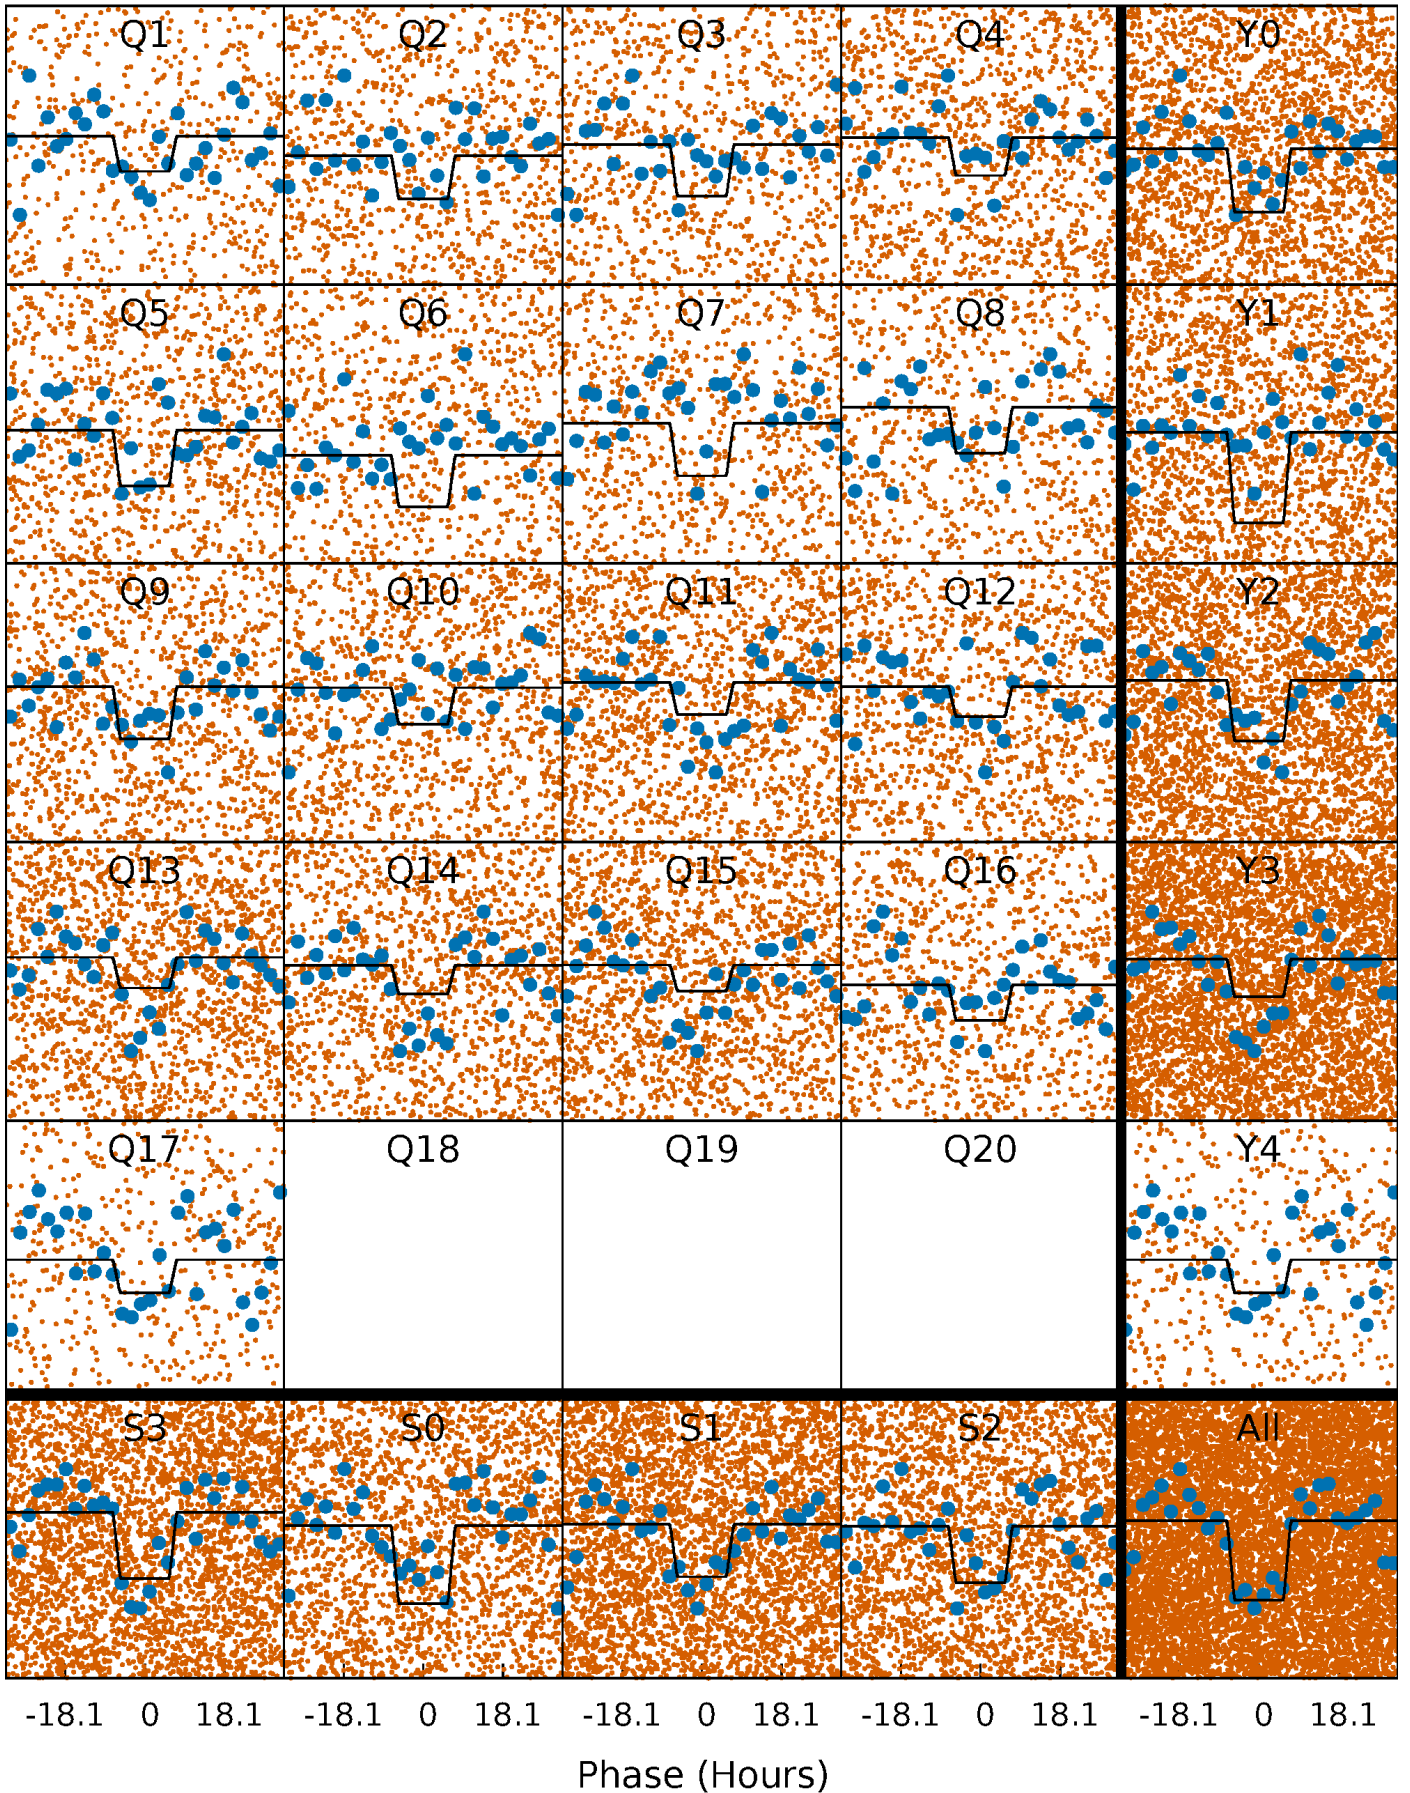 Q1 Q2 Q3 Q4 Y0
Q5 Q6 Q7 Q8 Y1
Q9 Q10 Q11 Q12 Y2
Q13 Q14 Q15 Q16 Y3
Q17 Q18 Q19 Q20 Y4
S3 S0 S1 S2 All
-18.1 0 18.1 -18.1 0 18.1 -18.1 0 18.1 -18.1 0 18.1 -18.1 0 18.1
Phase (Hours)